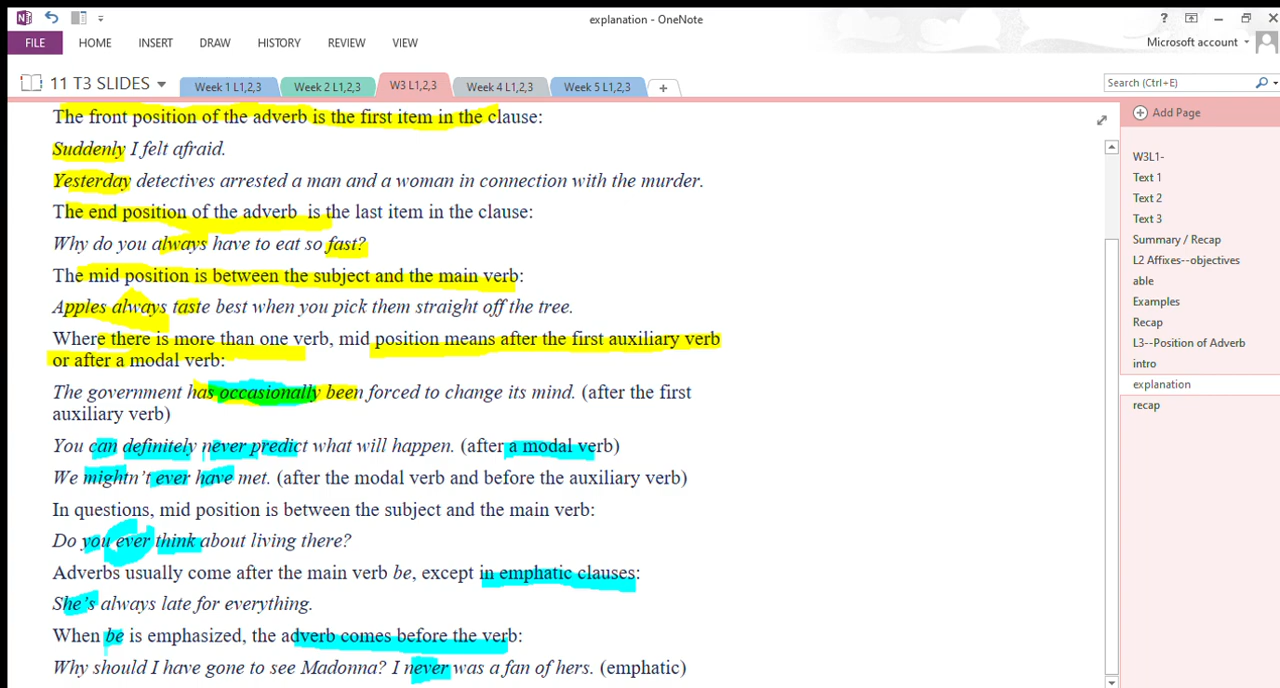 explanation - OneNote
?
FILE HOME INSERT DRAW HISTORY REVIEW VIEW
Microsoft account
11 T3 SLIDES
Week 1 L1,2,3
Week 2 L1,2,3
W3 L1,2,3
Week 4 L1,2,3
Week 5 L1,2,3
+
Search (Ctrl+E)
The front position of the adverb is the first item in the clause:
Suddenly I felt afraid.
Yesterday detectives arrested a man and a woman in connection with the murder.
The end position of the adverb is the last item in the clause:
Why do you always have to eat so fast?
The mid position is between the subject and the main verb:
Apples always taste best when you pick them straight off the tree.
Where there is more than one verb, mid position means after the first auxiliary verb
or after a modal verb:
The government has occasionally been forced to change its mind. (after the first
auxiliary verb)
You can definitely never predict what will happen. (after a modal verb)
We mightn’t ever have met. (after the modal verb and before the auxiliary verb)
In questions, mid position is between the subject and the main verb:
Do you ever think about living there?
Adverbs usually come after the main verb be, except in emphatic clauses:
She’s always late for everything.
When be is emphasized, the adverb comes before the verb:
Why should I have gone to see Madonna? I never was a fan of hers. (emphatic)
Add Page
W3L1-
Text 1
Text 2
Text 3
Summary / Recap
L2 Affixes--objectives
able
Examples
Recap
L3--Position of Adverb
intro
explanation
recap